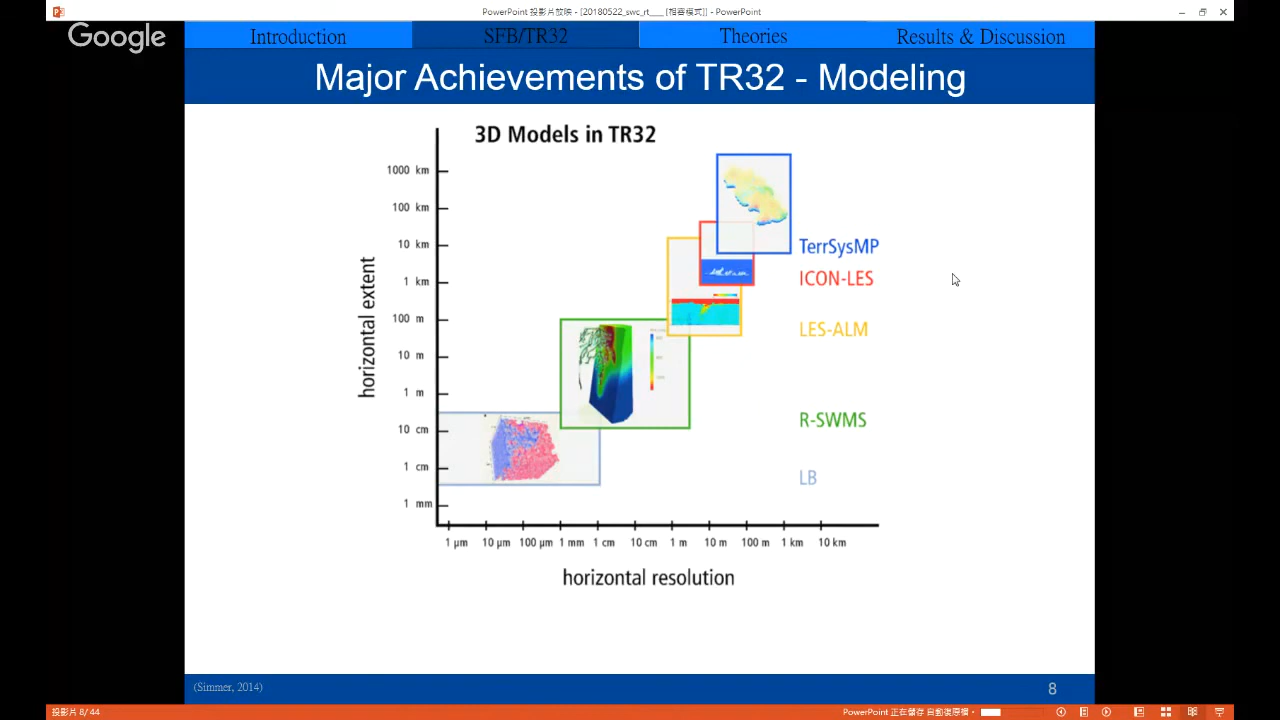 PowerPoint 投影片放映 - [20180522_swc_rt___ [相容模式]] - PowerPoint
Google
Introduction
SFB/TR32
Theories
Results & Discussion
Major Achievements of TR32 - Modeling
3D Models in TR32
horizontal extent
1000 km
100 km
10 km
1 km
100 m
10 m
1 m
10 cm
1 cm
1 mm
TerrSysMP
ICON-LES
LES-ALM
R-SWMS
LB
1 µm 10 µm 100 µm 1 mm 1 cm 10 cm 1 m 10 m 100 m 1 km 10 km
horizontal resolution
(Simmer, 2014)
8
投影片 8/ 44
PowerPoint 正在儲存 自動復原檔